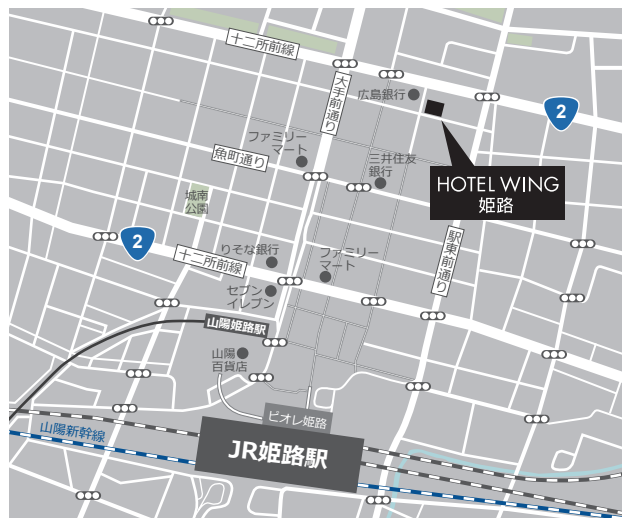 十二所前線
大手前通り
広島銀行
2
ファミリー
マート
魚町通り
三井住友
銀行
HOTEL WING
姫路
城南
公園
2
十二所前線
りそな銀行
ファミリー
マート
駅東前通り
セブン
イレブン
山陽姫路駅
山陽
百貨店
ピオレ姫路
山陽新幹線
JR姫路駅